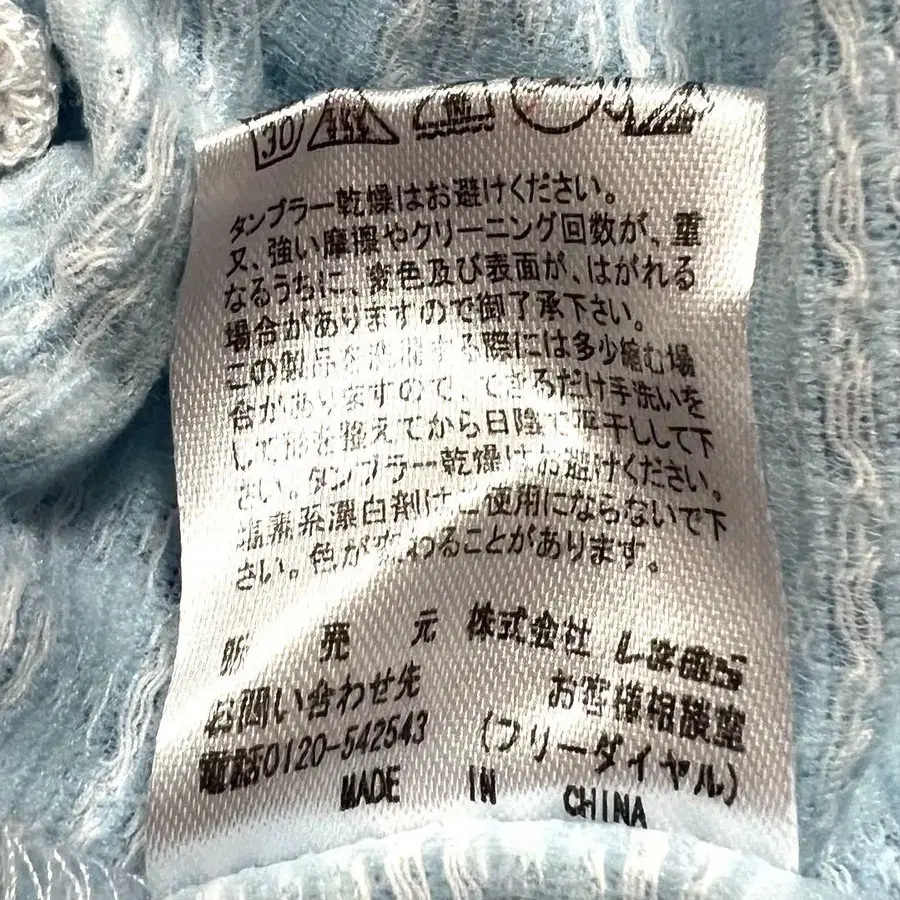 30
タンブラー乾燥はお避けください。
又、強い摩擦やクリーニング回数が、重
なるうちに、変色及び表面が、はがれる
場合がありますので御了承下さい。
この製品を洗濯する際には多少縮む場
合がありますので、できるだけ手洗いを
して形を整えてから日陰で平干しして下
さい。タンブラー乾燥はお避けください。
塩素系漂白剤はご使用にならないで下
さい。色が変わることがあります。
販 売 元 株式会社 しまむら
お問い合わせ先 お客様相談室
電話0120-542543 (フリーダイヤル)
MADE IN CHINA